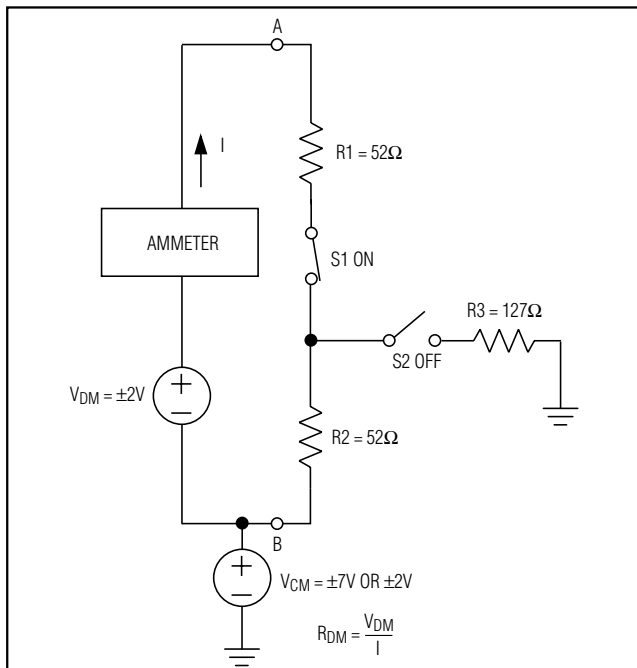 A
I
R1 = 52Ω
AMMETER
S1 ON
R3 = 127Ω
S2 OFF
+
−
V_DM = ±2V
R2 = 52Ω
B
+
−
V_CM = ±7V OR ±2V
R_DM = V_DM
I